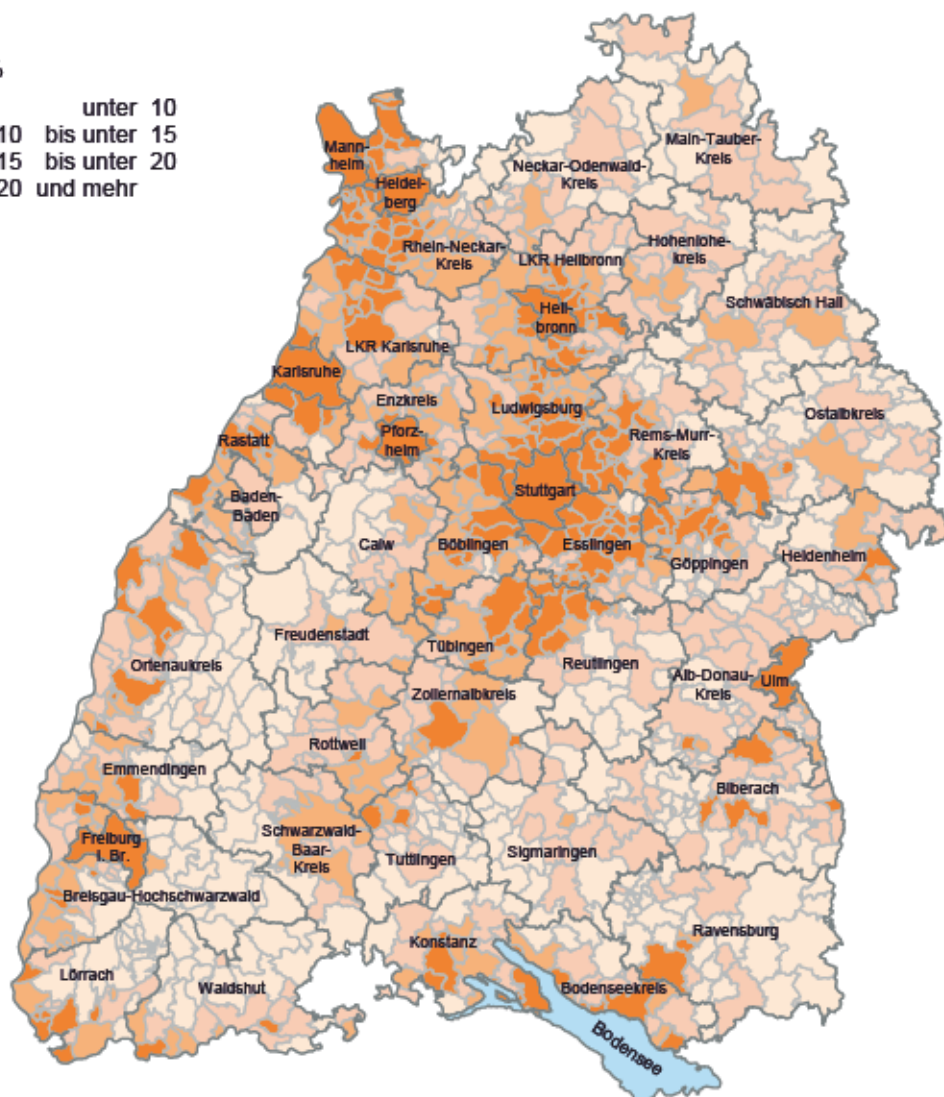 %
unter 10
10 bis unter 15
15 bis unter 20
20 und mehr
Mann-
heim
Heidel-
berg
Neckar-Odenwald-
Kreis
Main-Tauber-
Kreis
Rhein-Neckar-
Kreis
LKR Heilbronn
Hohenlohe-
kreis
Heil-
bronn
Schwäbisch Hall
LKR Karlsruhe
Karlsruhe
Enzkreis
Ludwigsburg
Ostalbkreis
Rastatt
Pforz-
heim
Rems-Murr-
Kreis
Baden-
Baden
Stuttgart
Calw
Böblingen
Esslingen
Göppingen
Heidenheim
Freudenstadt
Tübingen
Reutlingen
Ortenaukreis
Zollernalbkreis
Alb-Donau-
Kreis
Ulm
Rottweil
Emmendingen
Biberach
Freiburg
i. Br.
Schwarzwald-
Baar-
Kreis
Tuttlingen
Sigmaringen
Breisgau-Hochschwarzwald
Konstanz
Ravensburg
Lörrach
Waldshut
Bodenseekreis
Bodensee